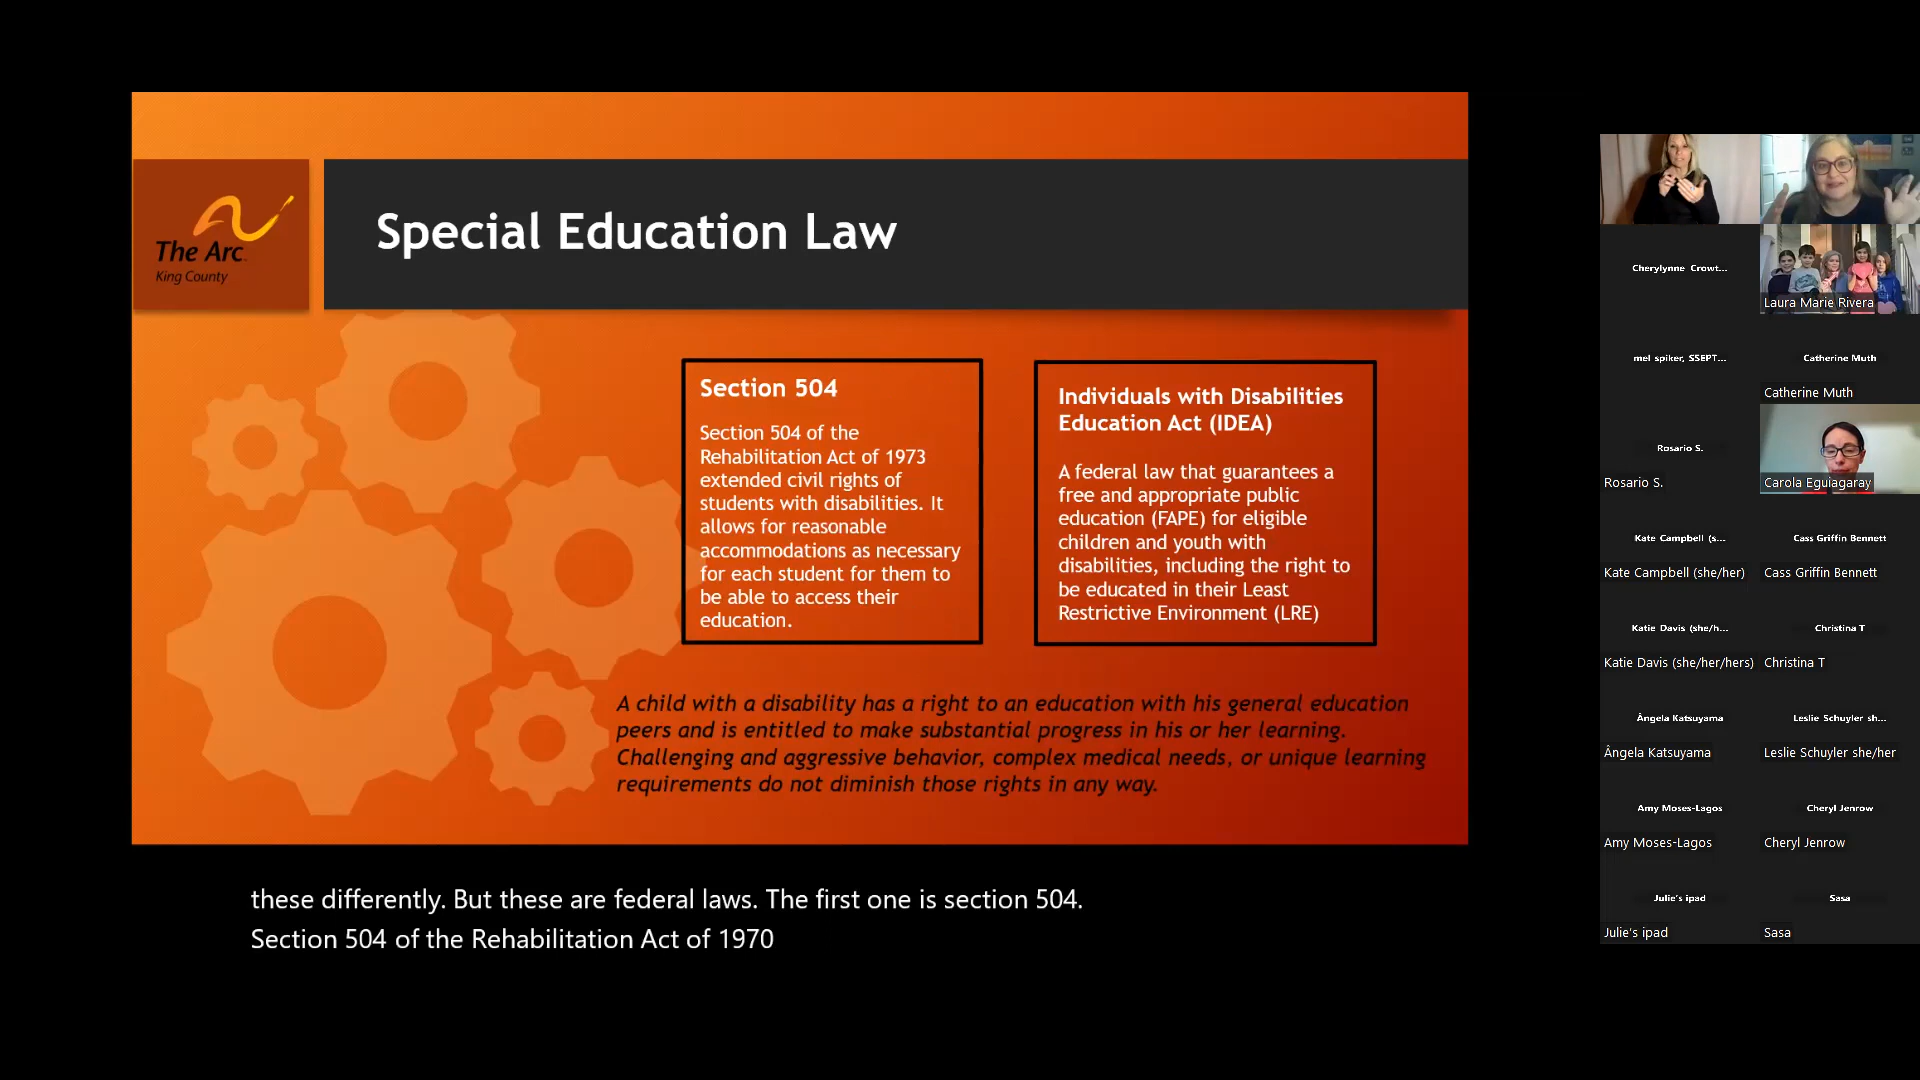 The Arc.
King County
Special Education Law
Section 504
Section 504 of the
Rehabilitation Act of 1973
extended civil rights of
students with disabilities. It
allows for reasonable
accommodations as necessary
for each student for them to
be able to access their
education.
Individuals with Disabilities
Education Act (IDEA)
A federal law that guarantees a
free and appropriate public
education (FAPE) for eligible
children and youth with
disabilities, including the right to
be educated in their Least
Restrictive Environment (LRE)
A child with a disability has a right to an education with his general education
peers and is entitled to make substantial progress in his or her learning.
Challenging and aggressive behavior, complex medical needs, or unique learning
requirements do not diminish those rights in any way.
these differently. But these are federal laws. The first one is section 504.
Section 504 of the Rehabilitation Act of 1970
Cherylynne Crowt...
Laura Marie Rivera
mel spiker, SSEPT...
Catherine Muth
Catherine Muth
Rosario S.
Rosario S.
Carola Eguiagaray
Kate Campbell (s...
Cass Griffin Bennett
Kate Campbell (she/her)
Cass Griffin Bennett
Katie Davis (she/h...
Christina T
Katie Davis (she/her/hers)
Christina T
Ângela Katsuyama
Leslie Schuyler sh...
Ângela Katsuyama
Leslie Schuyler she/her
Amy Moses-Lagos
Cheryl Jenrow
Amy Moses-Lagos
Cheryl Jenrow
Julie's ipad
Sasa
Julie's ipad
Sasa